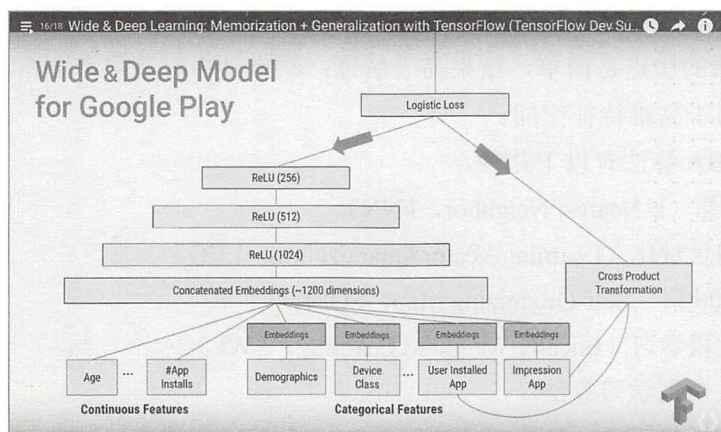 16/18 Wide & Deep Learning: Memorization + Generalization with TensorFlow (TensorFlow Dev Su...
Wide & Deep Model
for Google Play
Logistic Loss
ReLU (256)
ReLU (512)
ReLU (1024)
Concatenated Embeddings (~1200 dimensions)
Cross Product
Transformation
Embeddings
Embeddings
Embeddings
Embeddings
Age
...
#App
Installs
Demographics
Device
Class
...
User Installed
App
Impression
App
Continuous Features
Categorical Features